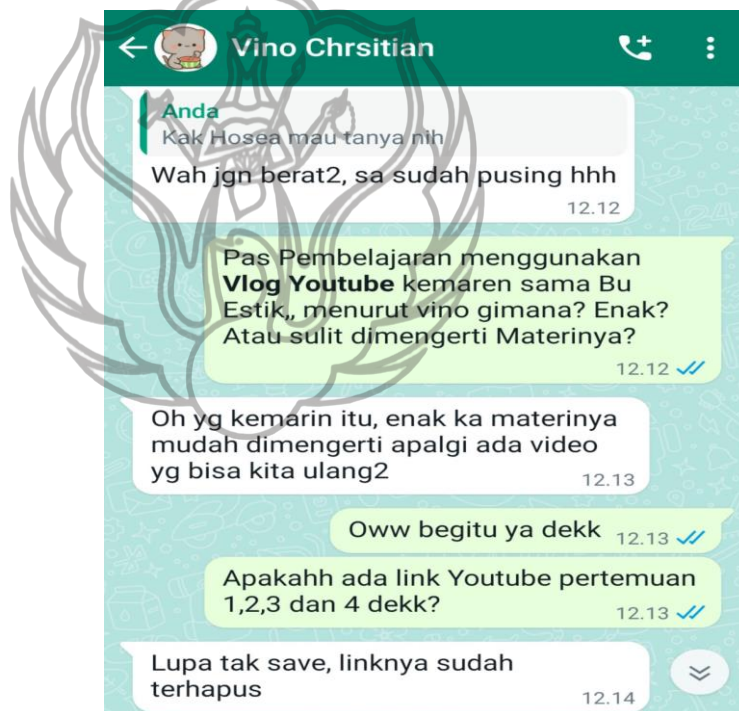 Vino Chrsitian
Anda
Kak Hosea mau tanya nih
Wah jgn berat2, sa sudah pusing hhh
12.12
Pas Pembelajaran menggunakan
Vlog Youtube kemaren sama Bu
Estik,, menurut vino gimana? Enak?
Atau sulit dimengerti Materinya?
12.12
Oh yg kemarin itu, enak ka materinya
mudah dimengerti apalgi ada video
yg bisa kita ulang2
12.13
Oww begitu ya dekk 12.13
Apakahh ada link Youtube pertemuan
1,2,3 dan 4 dekk?
12.13
Lupa tak save, linknya sudah
terhapus
12.14